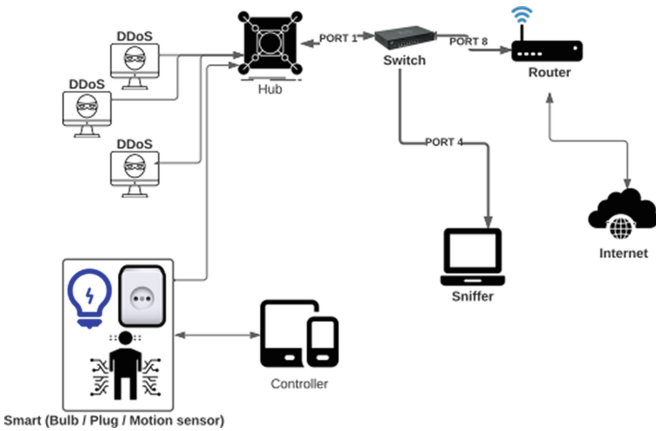 DDoS
DDoS
DDoS
Hub
PORT 1
Switch
PORT 8
Router
PORT 4
Sniffer
Internet
Controller
Smart (Bulb / Plug / Motion sensor)